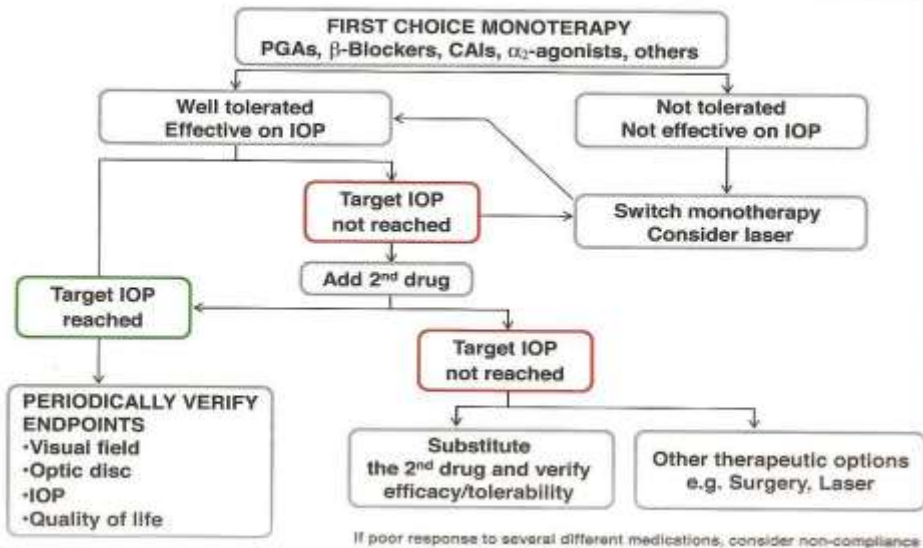 FIRST CHOICE MONOTERAPY
PGAs, β-Blockers, CAIs, α₂-agonists, others
Well tolerated
Effective on IOP
Not tolerated
Not effective on IOP
Target IOP
not reached
Switch monotherapy
Consider laser
Add 2nd drug
Target IOP
reached
Target IOP
not reached
PERIODICALLY VERIFY
ENDPOINTS
•Visual field
•Optic disc
•IOP
•Quality of life
Substitute
the 2nd drug and verify
efficacy/tolerability
Other therapeutic options
e.g. Surgery, Laser
If poor response to several different medications, consider non-compliance